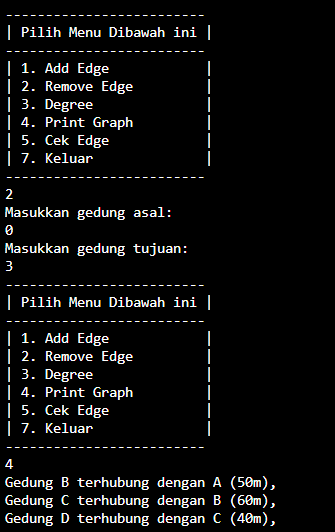 -------------------------
| Pilih Menu Dibawah ini |
-------------------------
| 1. Add Edge            |
| 2. Remove Edge         |
| 3. Degree              |
| 4. Print Graph         |
| 5. Cek Edge            |
| 7. Keluar              |
-------------------------
2
Masukkan gedung asal:
0
Masukkan gedung tujuan:
3
-------------------------
| Pilih Menu Dibawah ini |
-------------------------
| 1. Add Edge            |
| 2. Remove Edge         |
| 3. Degree              |
| 4. Print Graph         |
| 5. Cek Edge            |
| 7. Keluar              |
-------------------------
4
Gedung B terhubung dengan A (50m),
Gedung C terhubung dengan B (60m),
Gedung D terhubung dengan C (40m),